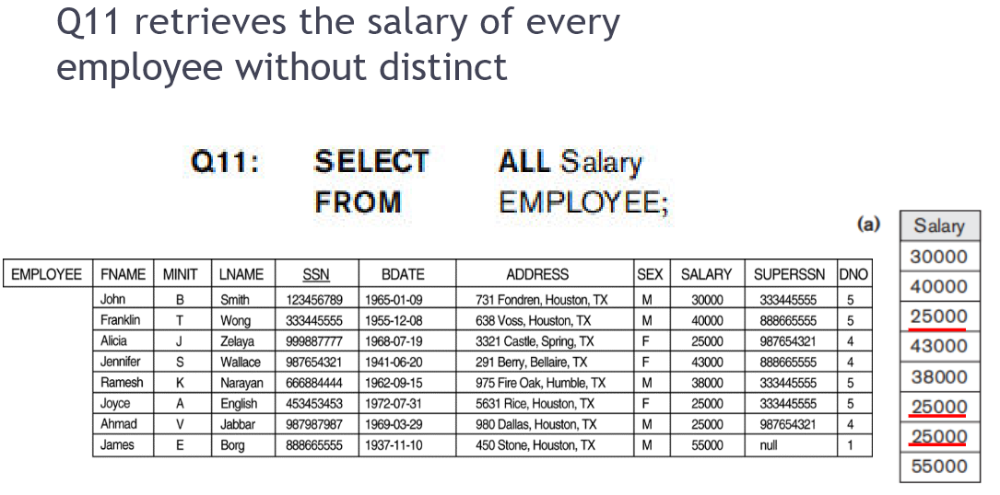 Q11 retrieves the salary of every
employee without distinct
Q11: SELECT ALL Salary
FROM EMPLOYEE;
(a)
Salary
30000
40000
25000
43000
38000
25000
25000
55000
EMPLOYEE FNAME MINIT LNAME SSN BDATE ADDRESS SEX SALARY SUPERSSN DNO
John B Smith 123456789 1965-01-09 731 Fondren, Houston, TX M 30000 333445555 5
Franklin T Wong 333445555 1955-12-08 638 Voss, Houston, TX M 40000 888665555 5
Alicia J Zelaya 999887777 1968-07-19 3321 Castle, Spring, TX F 25000 987654321 4
Jennifer S Wallace 987654321 1941-06-20 291 Berry, Bellaire, TX F 43000 888665555 4
Ramesh K Narayan 666884444 1962-09-15 975 Fire Oak, Humble, TX M 38000 333445555 5
Joyce A English 453453453 1972-07-31 5631 Rice, Houston, TX F 25000 333445555 5
Ahmad V Jabbar 987987987 1969-03-29 980 Dallas, Houston, TX M 25000 987654321 4
James E Borg 888665555 1937-11-10 450 Stone, Houston, TX M 55000 null 1